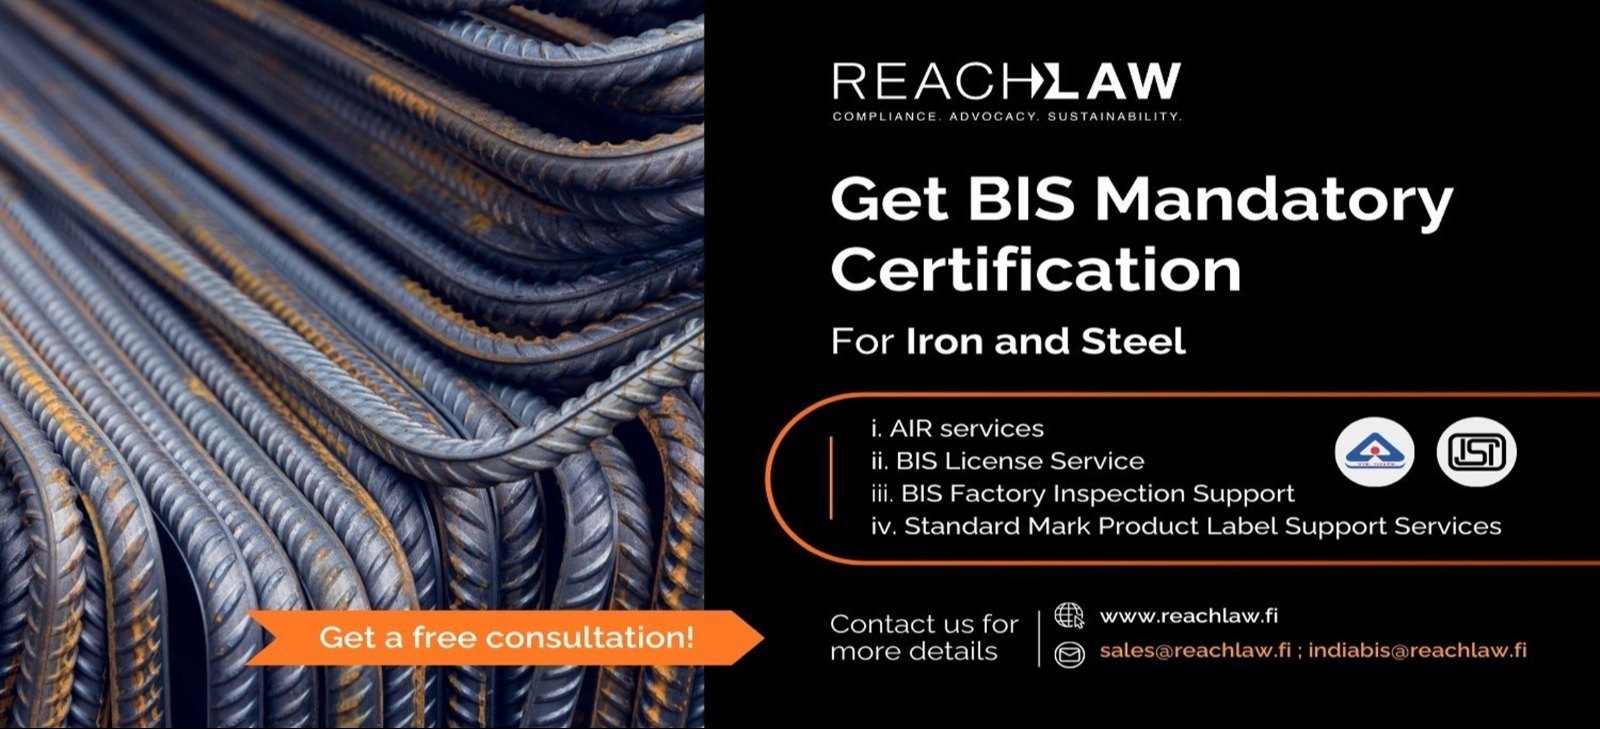 REACHLAW
COMPLIANCE. ADVOCACY. SUSTAINABILITY.
Get BIS Mandatory
Certification
For Iron and Steel
i. AIR services
ii. BIS License Service
iii. BIS Factory Inspection Support
iv. Standard Mark Product Label Support Services
Get a free consultation!
Contact us for
more details
www.reachlaw.fi
sales@reachlaw.fi ; indiabis@reachlaw.fi